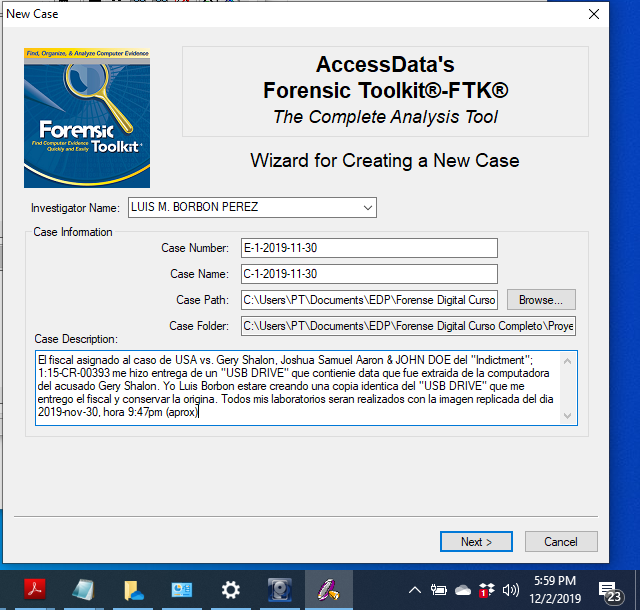 New Case
Find, Organize, & Analyze Computer Evidence
Forensic
Find Computer Evidence
Quickly and Easily
Toolkit
AccessData's
Forensic Toolkit®-FTK®
The Complete Analysis Tool
Wizard for Creating a New Case
Investigator Name: LUIS M. BORBON PEREZ
Case Information
Case Number: E-1-2019-11-30
Case Name: C-1-2019-11-30
Case Path: C:\Users\PT\Documents\EDP\Forense Digital Curso Browse...
Case Folder: C:\Users\PT\Documents\EDP\Forense Digital Curso Completo\Proye
Case Description:
El fiscal asignado al caso de USA vs. Gery Shalon, Joshua Samuel Aaron & JOHN DOE del "Indictment";
1:15-CR-00393 me hizo entrega de un "USB DRIVE" que contienie data que fue extraida de la computadora
del acusado Gery Shalon. Yo Luis Borbon estare creando una copia identica del "USB DRIVE" que me
entrego el fiscal y conservar la origina. Todos mis laboratorios seran realizados con la imagen replicada del dia
2019-nov-30, hora 9:47pm (aprox)
Next > Cancel
5:59 PM
12/2/2019
1
23